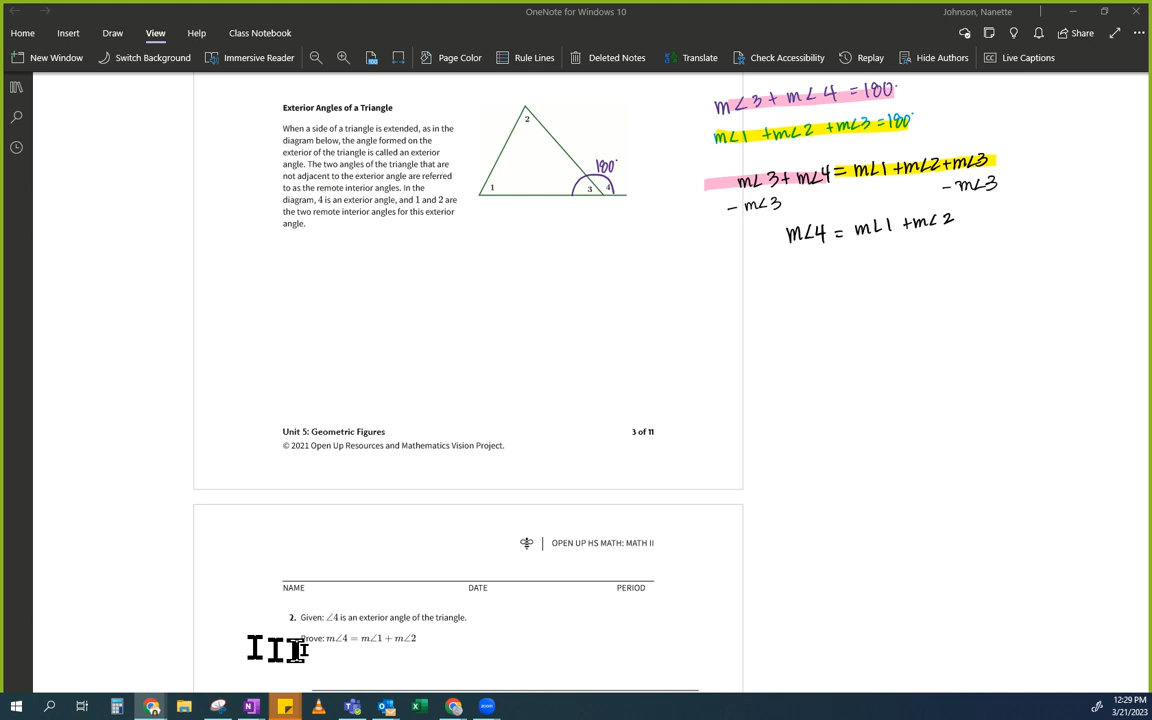 OneNote for Windows 10
Johnson, Nanette
Home Insert Draw View Help Class Notebook
Share
New Window Switch Background Immersive Reader 100 Page Color Rule Lines Deleted Notes Translate Check Accessibility Replay Hide Authors CC Live Captions
m∠3 + m∠4 = 180°
m∠1 + m∠2 + m∠3 = 180°
m∠3 + m∠4 = m∠1 + m∠2 + m∠3
- m∠3
- m∠3
m∠4 = m∠1 + m∠2
Exterior Angles of a Triangle
When a side of a triangle is extended, as in the
diagram below, the angle formed on the
exterior of the triangle is called an exterior
angle. The two angles of the triangle that are
not adjacent to the exterior angle are referred
to as the remote interior angles. In the
diagram, 4 is an exterior angle, and 1 and 2 are
the two remote interior angles for this exterior
angle.
2
180°
1
3
4
Unit 5: Geometric Figures 3 of 11
© 2021 Open Up Resources and Mathematics Vision Project.
OPEN UP HS MATH: MATH II
NAME DATE PERIOD
2. Given: ∠4 is an exterior angle of the triangle.
Prove: m∠4 = m∠1 + m∠2
zoom
12:29 PM
3/21/2023